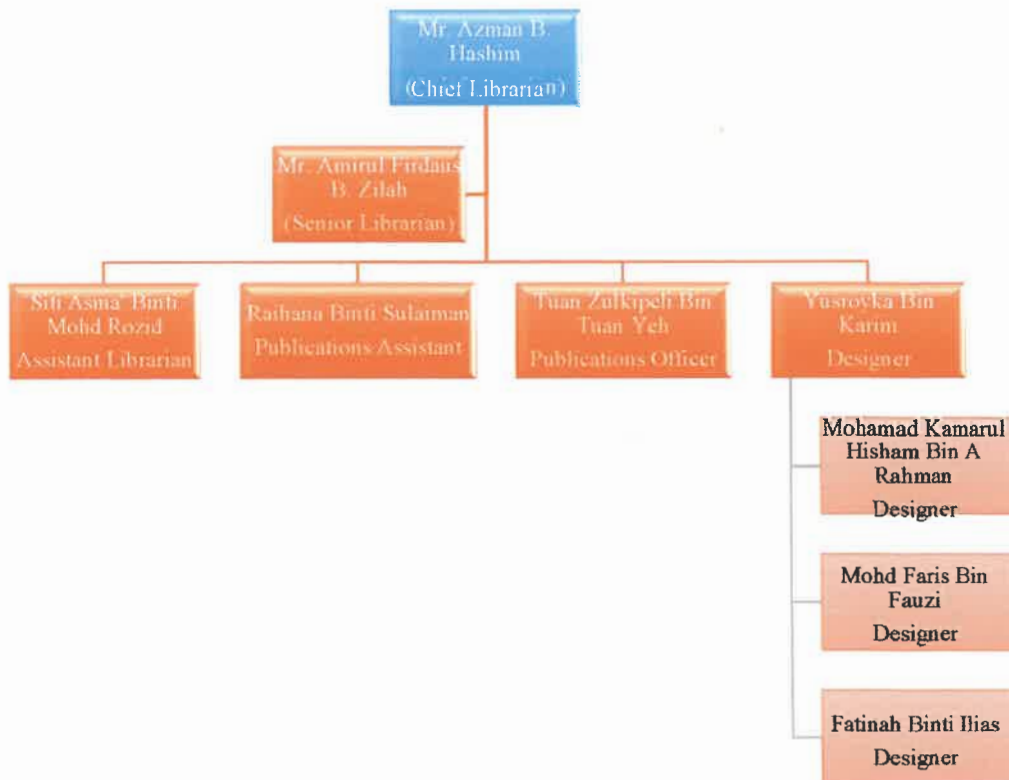 Mr. Azman B.
Hashim
(Chief Librarian)
Mr. Amirul Firdaus
B. Zilah
(Senior Librarian)
Siti Asma' Binti
Mohd Rozid
Assistant Librarian
Raihana Binti Sulaiman
Publications Assistant
Tuan Zulkipeli Bin
Tuan Yeh
Publications Officer
Yusrovka Bin
Karim
Designer
Mohamad Kamarul
Hisham Bin A
Rahman
Designer
Mohd Faris Bin
Fauzi
Designer
Fatinah Binti Ilias
Designer